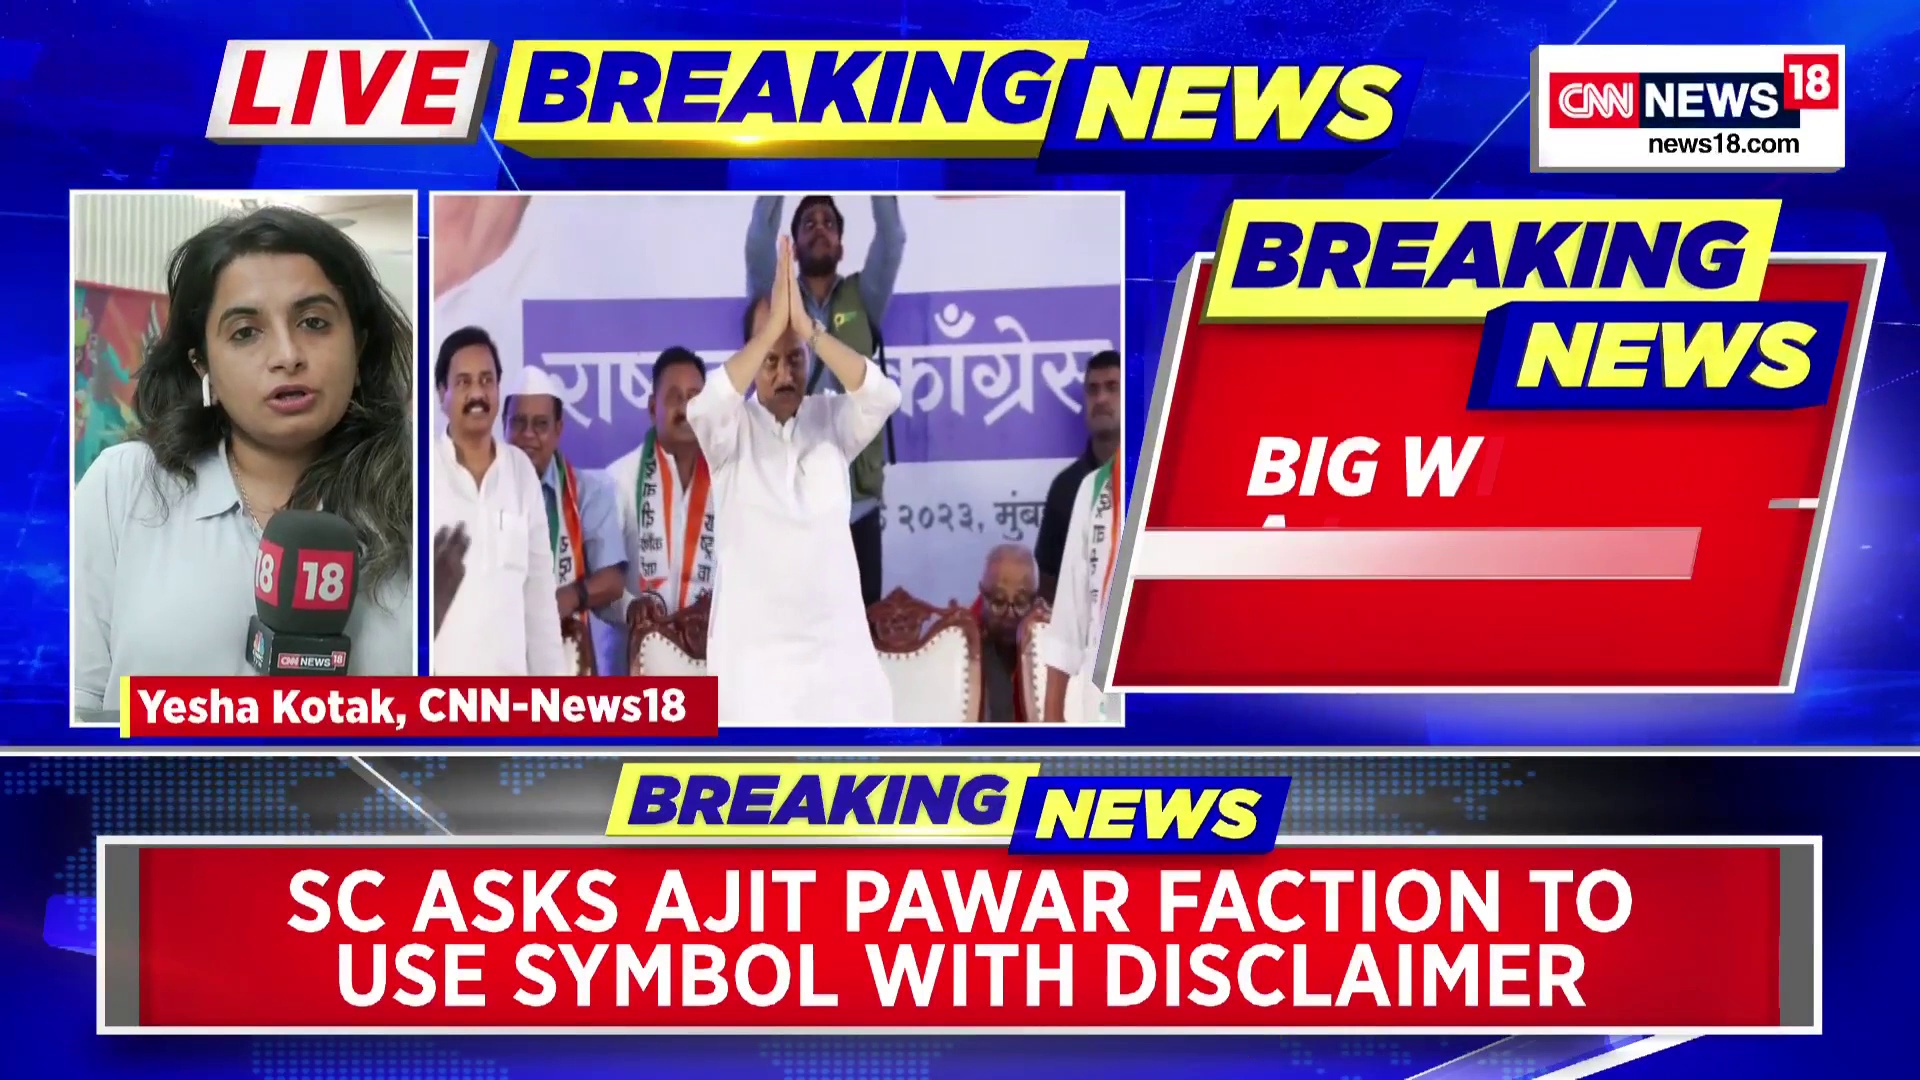 LIVE BREAKING NEWS
CNN NEWS 18
news18.com
BREAKING
NEWS
BIG W
काँग्रेस
२०२३,
18 18
CNN NEWS 18
Yesha Kotak, CNN-News18
BREAKING NEWS
SC ASKS AJIT PAWAR FACTION TO
USE SYMBOL WITH DISCLAIMER